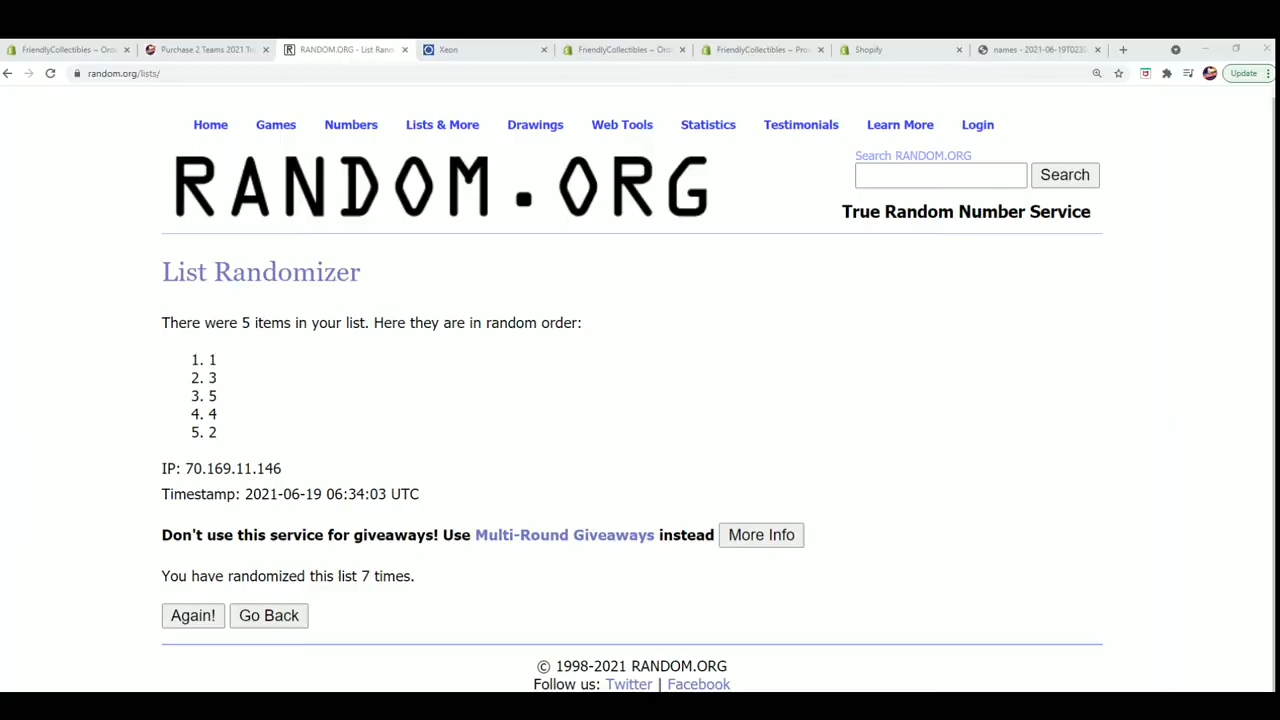 FriendlyCollectibles ~ Ord
Purchase 2 Teams 2021 Tri
RANDOM.ORG - List Rand
Xeon
FriendlyCollectibles ~ Ord
FriendlyCollectibles ~ Pro
Shopify
names - 2021-06-19T023
random.org/lists/
Update
Home Games Numbers Lists & More Drawings Web Tools Statistics Testimonials Learn More Login
RANDOM.ORG
Search RANDOM.ORG
Search
True Random Number Service
List Randomizer
There were 5 items in your list. Here they are in random order:
1. 1
2. 3
3. 5
4. 4
5. 2
IP: 70.169.11.146
Timestamp: 2021-06-19 06:34:03 UTC
Don't use this service for giveaways! Use Multi-Round Giveaways instead More Info
You have randomized this list 7 times.
Again! Go Back
© 1998-2021 RANDOM.ORG
Follow us: Twitter | Facebook